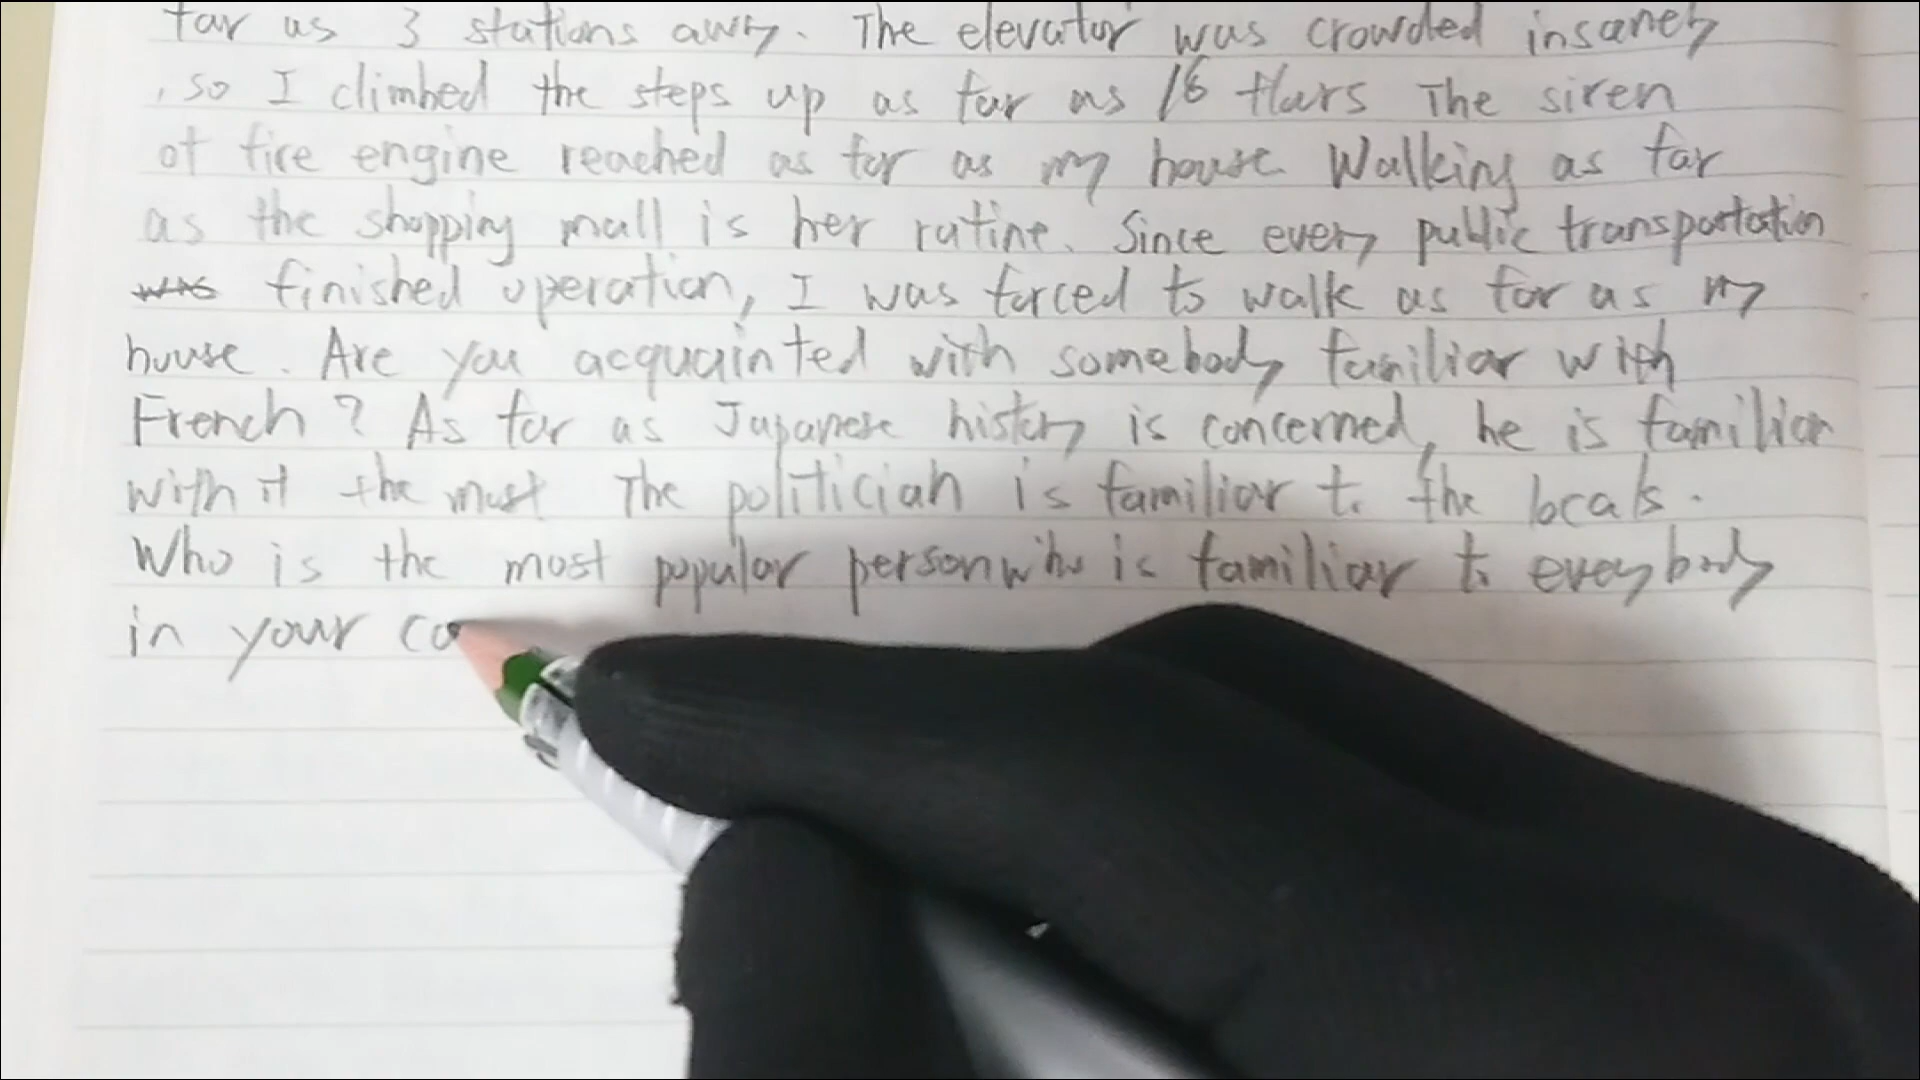 far as 3 stations away. The elevator was crowded insanely
, so I climbed the steps up as far as 16 floors The siren
of fire engine reached as far as my house. Walking as far
as the shopping mall is her rutine. Since every public transportation
was finished operation, I was forced to walk as far as my
house. Are you acquainted with somebody familiar with
French? As far as Japanese history is concerned, he is familiar
with it the most The politician is familiar to the locals.
Who is the most popular person who is familiar to everybody
in your co